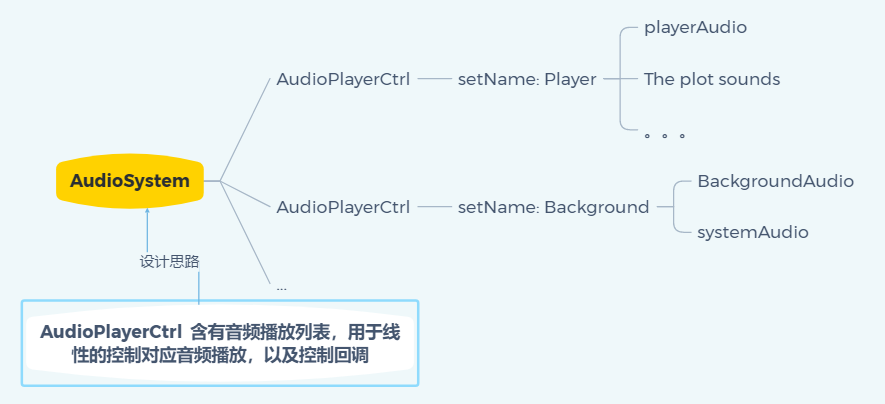 playerAudio
AudioPlayerCtrl
setName: Player
The plot sounds
。。。
AudioSystem
BackgroundAudio
AudioPlayerCtrl
setName: Background
systemAudio
设计思路
...
AudioPlayerCtrl 含有音频播放列表，用于线
性的控制对应音频播放，以及控制回调